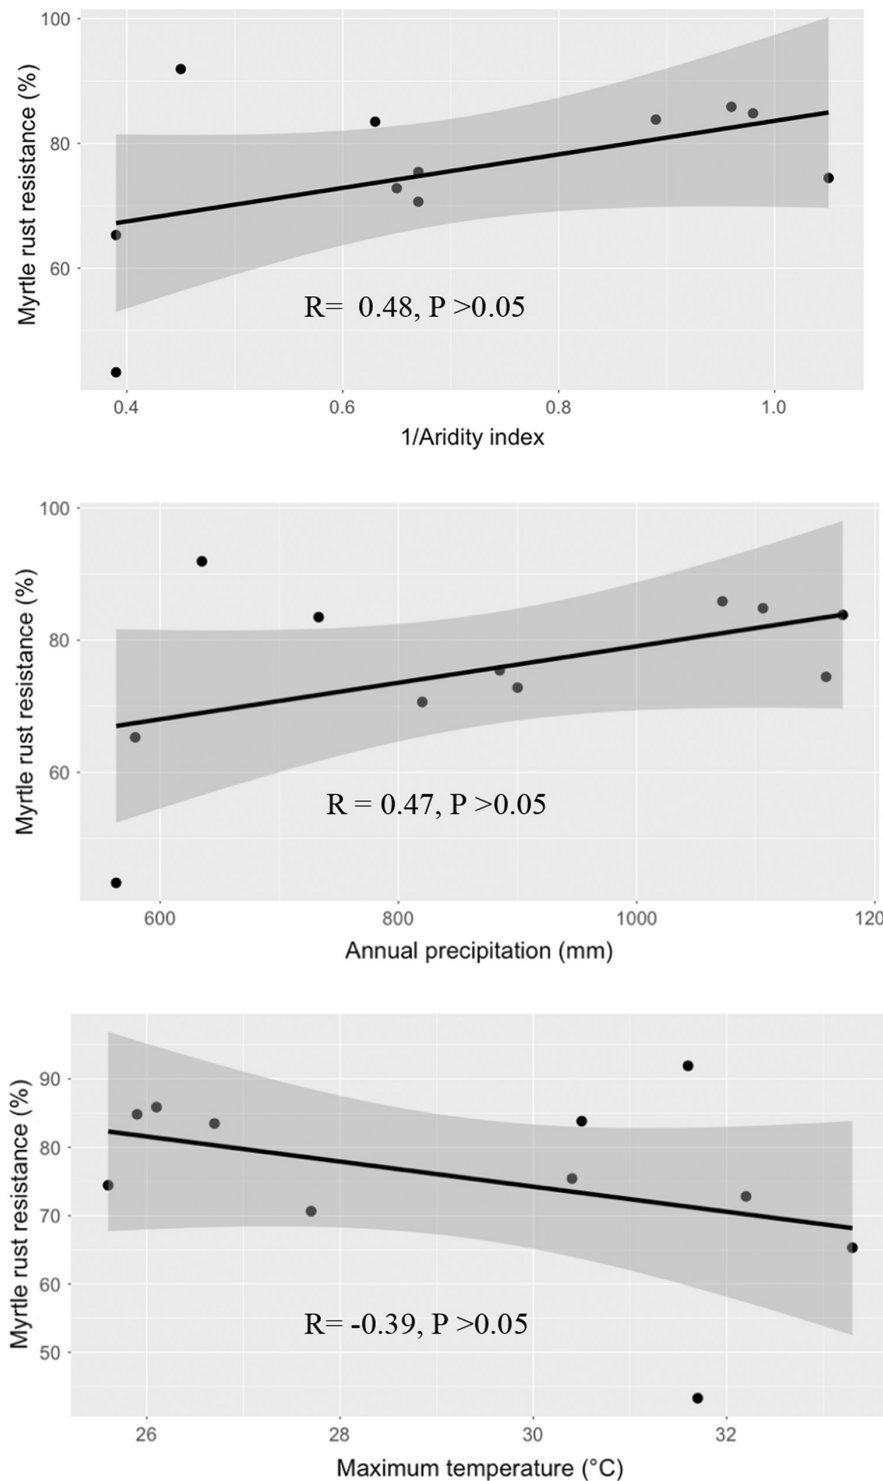 100
80
60
Myrtle rust resistance (%)
R= 0.48, P >0.05
0.4 0.6 0.8 1.0
1/Aridity index
100
80
60
Myrtle rust resistance (%)
R = 0.47, P >0.05
600 800 1000 120
Annual precipitation (mm)
90
80
70
60
50
Myrtle rust resistance (%)
R= -0.39, P >0.05
26 28 30 32
Maximum temperature (°C)